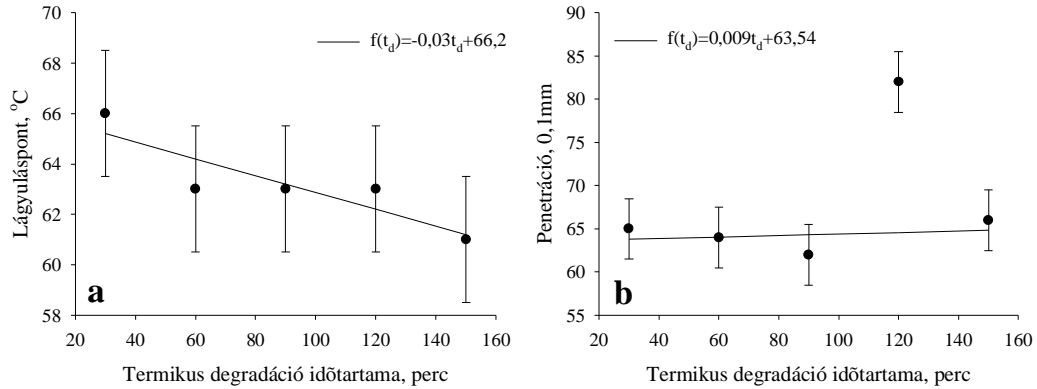 70
68
66
64
62
60
58
Lágyuláspont, °C
f(t_d)=-0,03t_d+66,2
a
20 40 60 80 100 120 140 160
Termikus degradáció idõtartama, perc
90
85
80
75
70
65
60
55
Penetráció, 0,1mm
f(t_d)=0,009t_d+63,54
b
20 40 60 80 100 120 140 160
Termikus degradáció idõtartama, perc